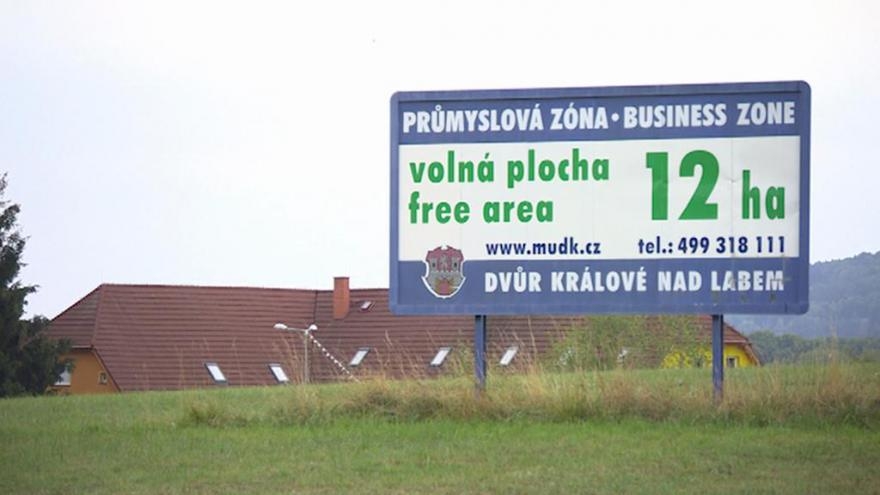 PRŮMYSLOVÁ ZÓNA • BUSINESS ZONE
volná plocha 12 ha
free area
www.mudk.cz tel.: 499 318 111
DVŮR KRÁLOVÉ NAD LABEM